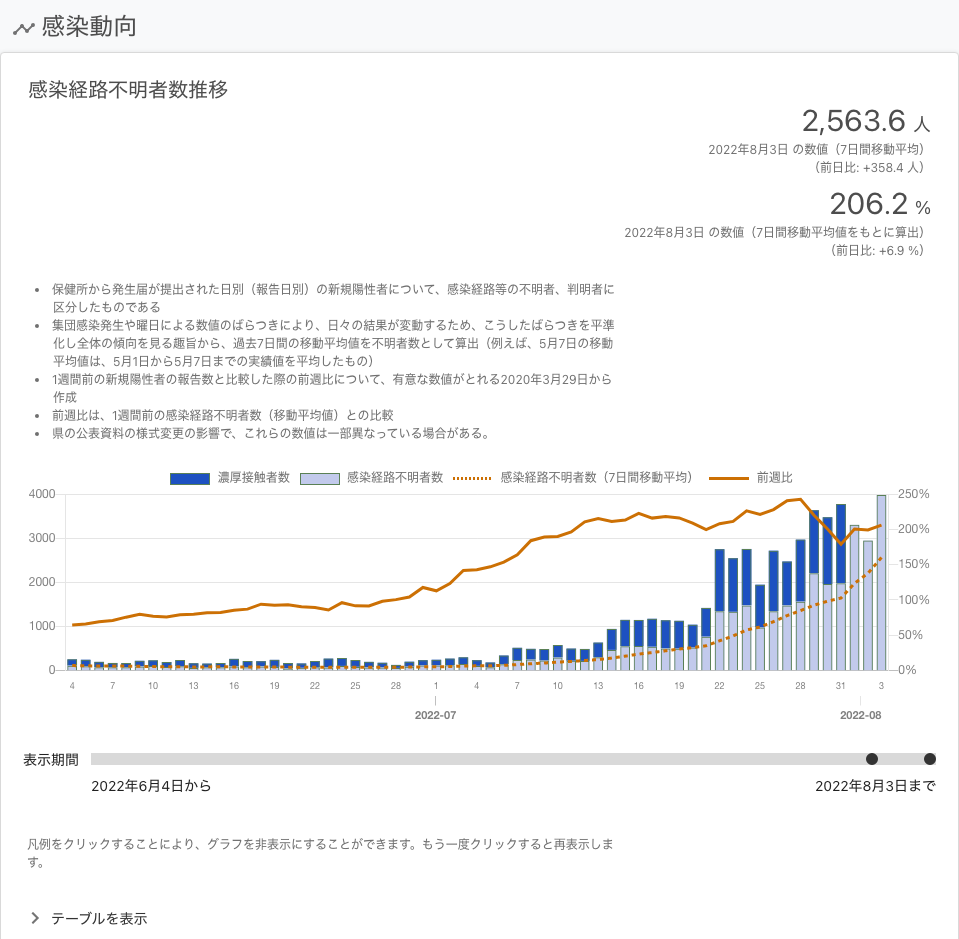 感染動向
感染経路不明者数推移
2,563.6 人
2022年8月3日 の数値（7日間移動平均）
（前日比: +358.4 人）
206.2 %
2022年8月3日 の数値（7日間移動平均値をもとに算出）
（前日比: +6.9 %）
• 保健所から発生届が提出された日別（報告日別）の新規陽性者について、感染経路等の不明者、判明者に
区分したものである
• 集団感染発生や曜日による数値のばらつきにより、日々の結果が変動するため、こうしたばらつきを平準
化し全体の傾向を見る趣旨から、過去7日間の移動平均値を不明者数として算出（例えば、5月7日の移動
平均値は、5月1日から5月7日までの実績値を平均したもの）
• 1週間前の新規陽性者の報告数と比較した際の前週比について、有意な数値がとれる2020年3月29日から
作成
• 前週比は、1週間前の感染経路不明者数（移動平均値）との比較
• 県の公表資料の様式変更の影響で、これらの数値は一部異なっている場合がある。
濃厚接触者数 感染経路不明者数 感染経路不明者数（7日間移動平均） 前週比
4000 250%
200%
3000
150%
2000
100%
1000
50%
0 0%
4 7 10 13 16 19 22 25 28 1 4 7 10 13 16 19 22 25 28 31 3
2022-07 2022-08
表示期間
2022年6月4日から 2022年8月3日まで
凡例をクリックすることにより、グラフを非表示にすることができます。もう一度クリックすると再表示しま
す。
テーブルを表示